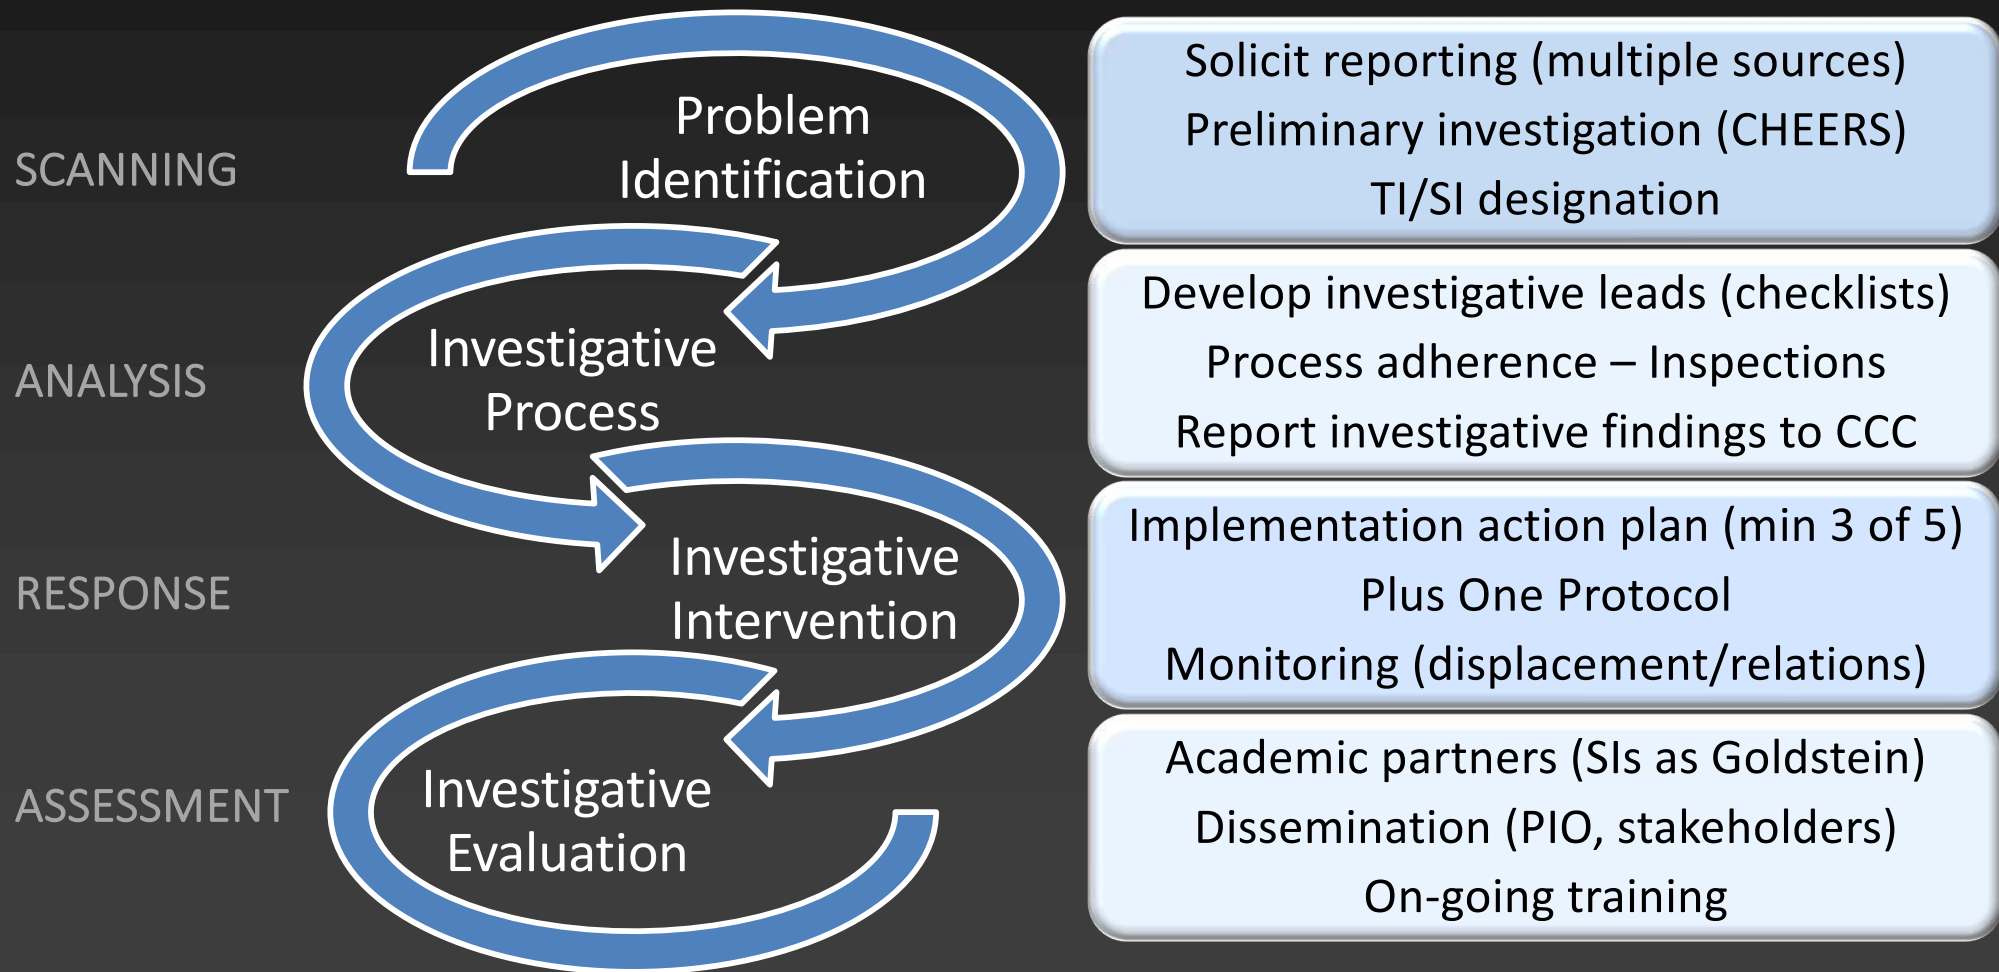 SCANNING
Problem
Identification
Solicit reporting (multiple sources)
Preliminary investigation (CHEERS)
TI/SI designation
ANALYSIS
Investigative
Process
Develop investigative leads (checklists)
Process adherence – Inspections
Report investigative findings to CCC
RESPONSE
Investigative
Intervention
Implementation action plan (min 3 of 5)
Plus One Protocol
Monitoring (displacement/relations)
ASSESSMENT
Investigative
Evaluation
Academic partners (SIs as Goldstein)
Dissemination (PIO, stakeholders)
On-going training